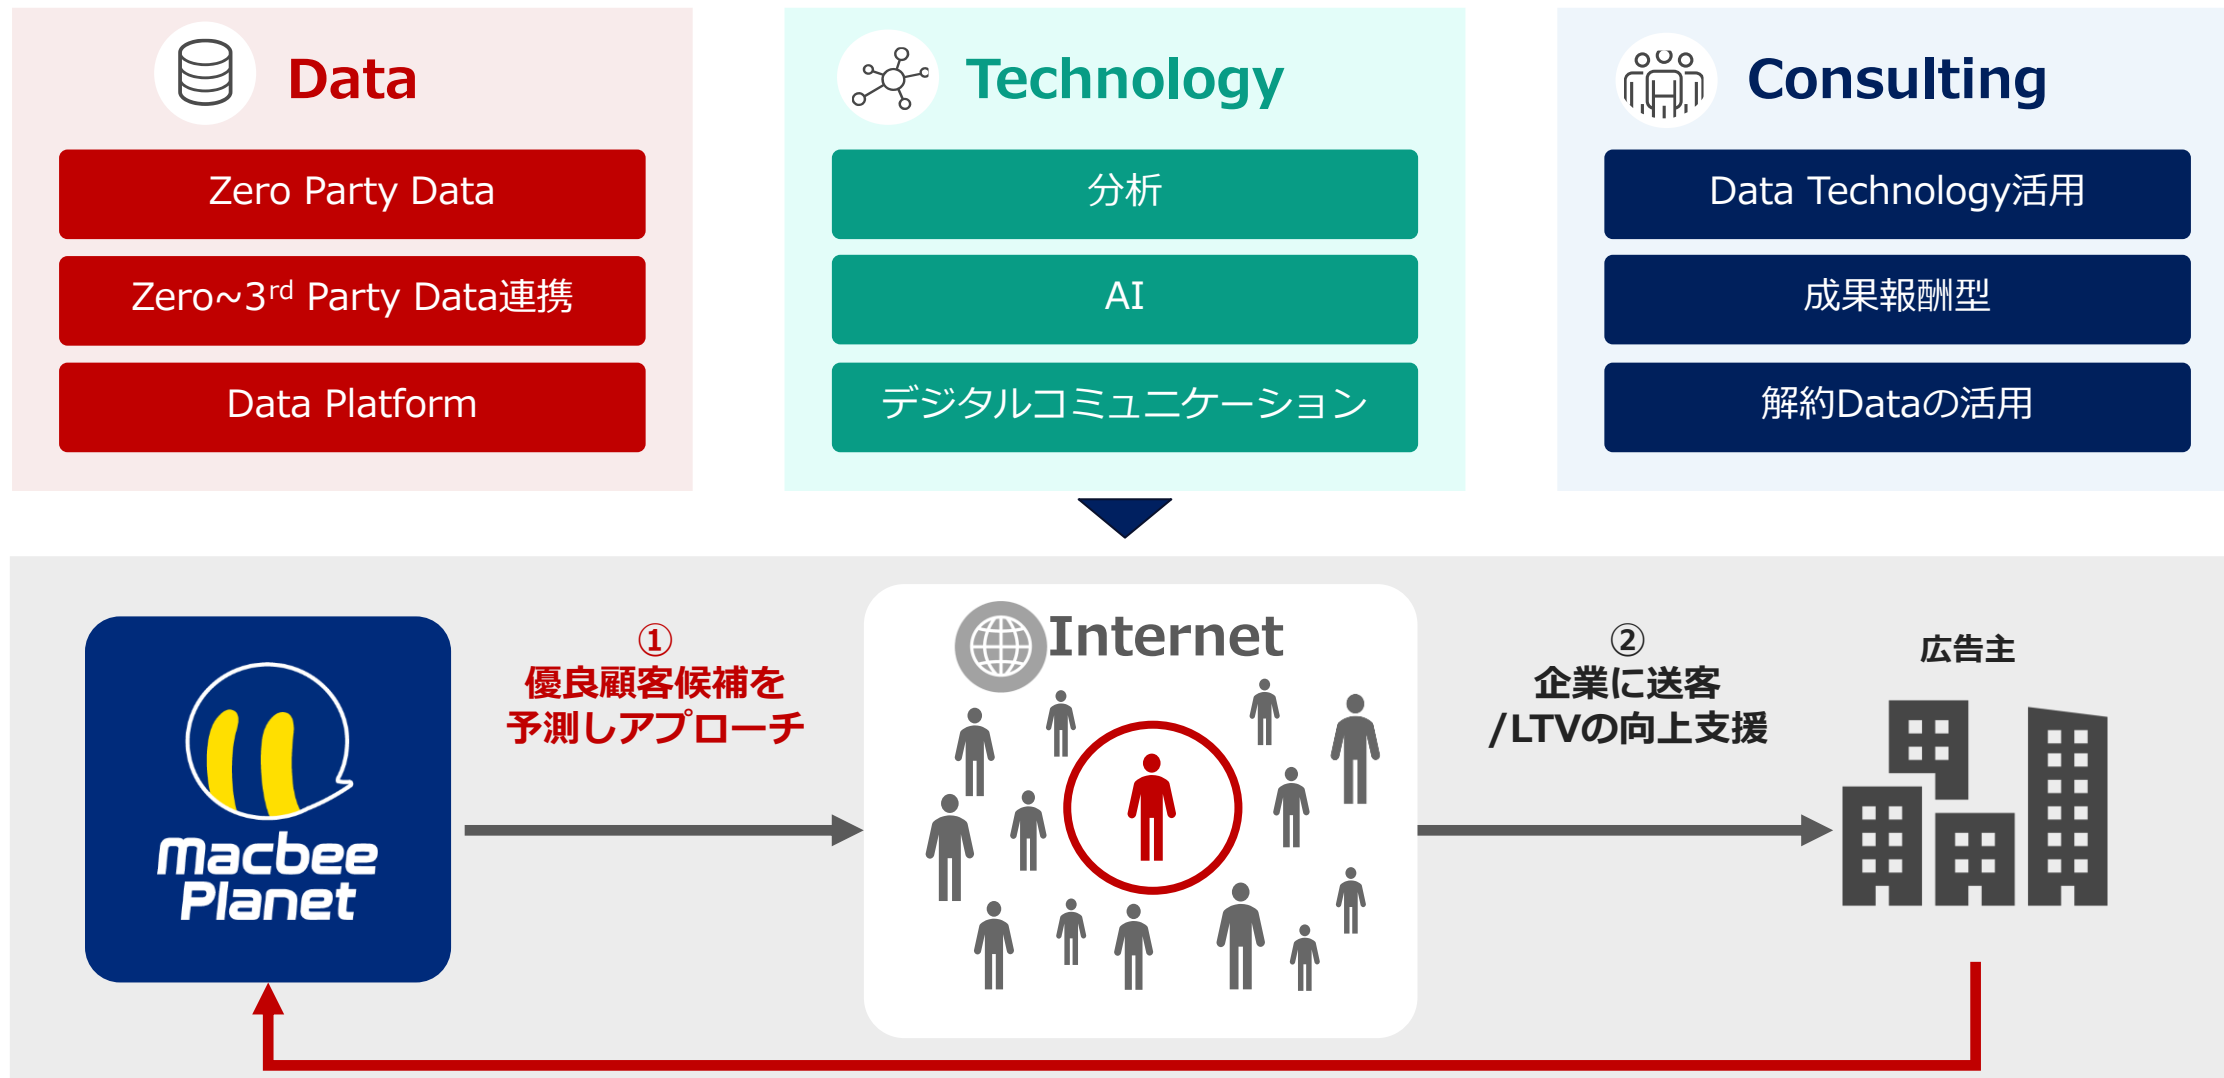 Data
Zero Party Data
Zero~3rd Party Data連携
Data Platform
Technology
分析
AI
デジタルコミュニケーション
Consulting
Data Technology活用
成果報酬型
解約Dataの活用
macbee
Planet
①
優良顧客候補を
予測しアプローチ
Internet
②
企業に送客
/LTVの向上支援
広告主